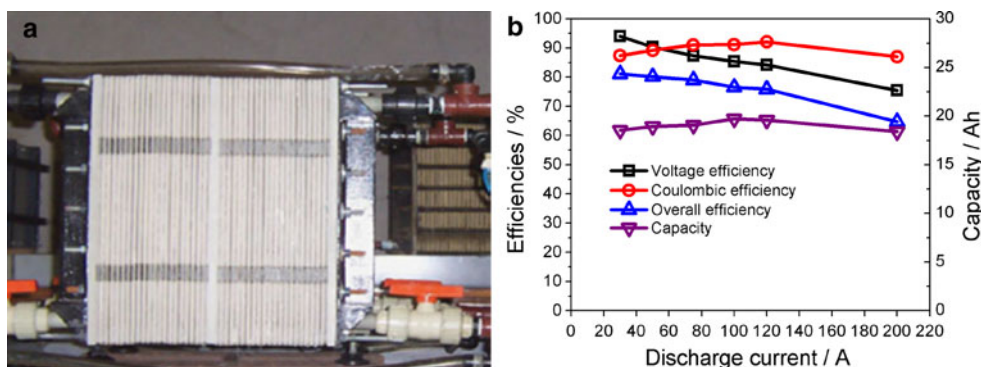 a
b
Efficiencies / %
100
90
80
70
60
50
40
30
20
10
0
Voltage efficiency
Coulombic efficiency
Overall efficiency
Capacity
30
25
20
15
10
5
0
Capacity / Ah
0 20 40 60 80 100 120 140 160 180 200 220
Discharge current / A